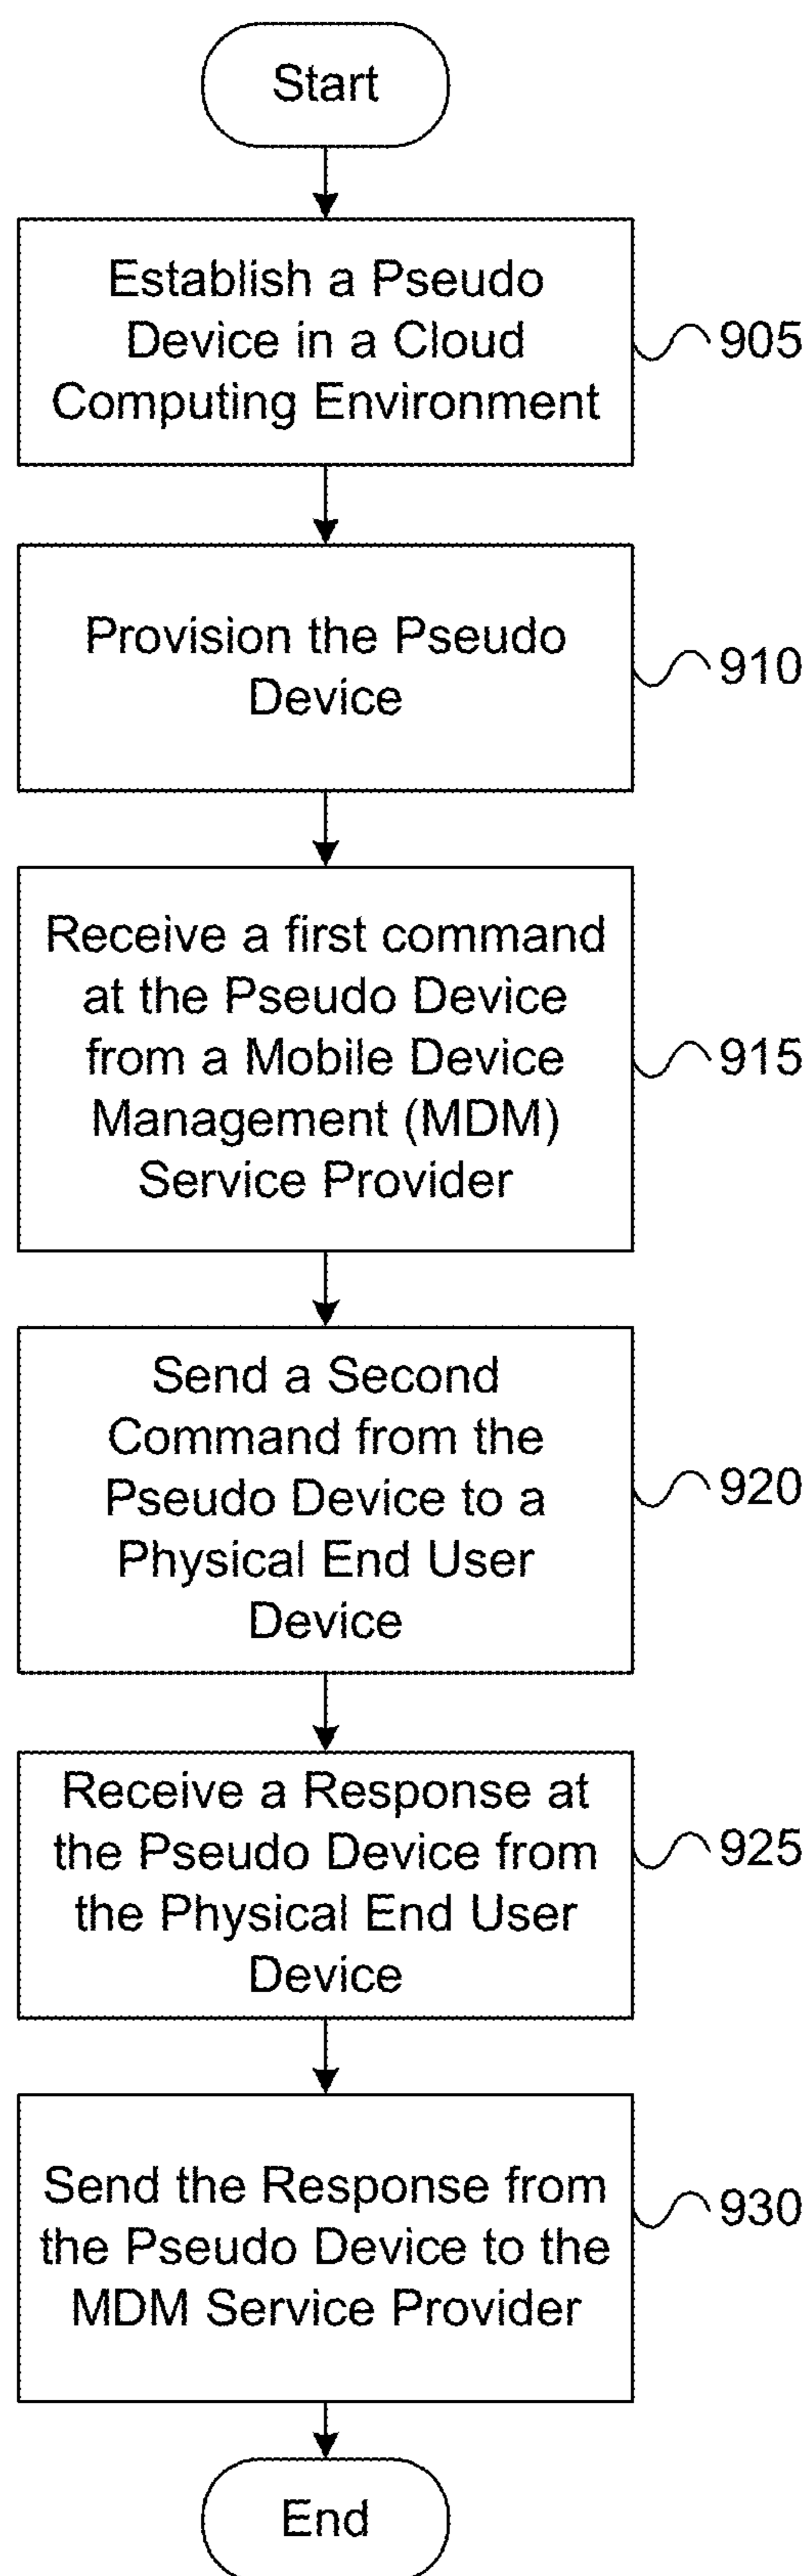 Start
Establish a Pseudo
Device in a Cloud
Computing Environment
905
Provision the Pseudo
Device
910
Receive a first command
at the Pseudo Device
from a Mobile Device
Management (MDM)
Service Provider
915
Send a Second
Command from the
Pseudo Device to a
Physical End User
Device
920
Receive a Response at
the Pseudo Device from
the Physical End User
Device
925
Send the Response from
the Pseudo Device to the
MDM Service Provider
930
End